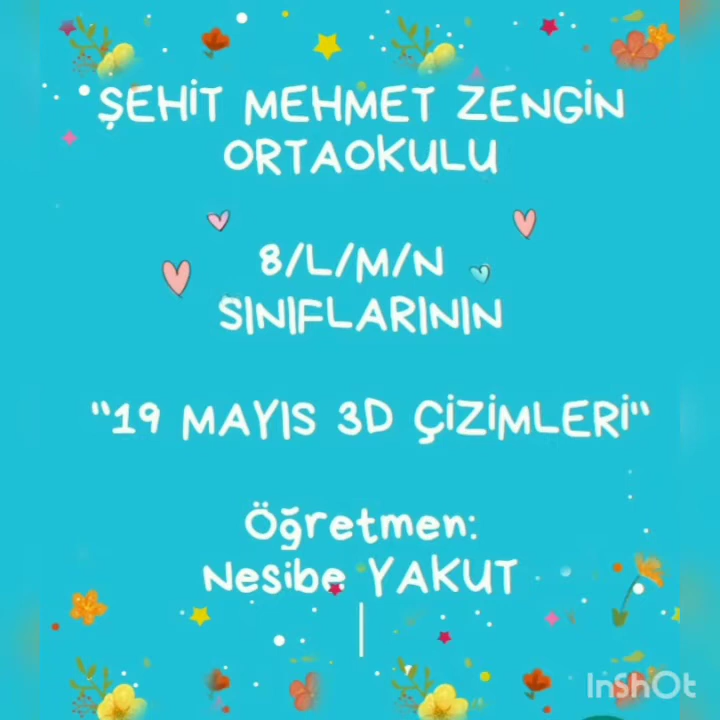 ŞEHİT MEHMET ZENGİN
ORTAOKULU
8/L/M/N
SINIFLARININ
"19 MAYIS 3D ÇİZİMLERİ"
Öğretmen:
Nesibe YAKUT
InShOt